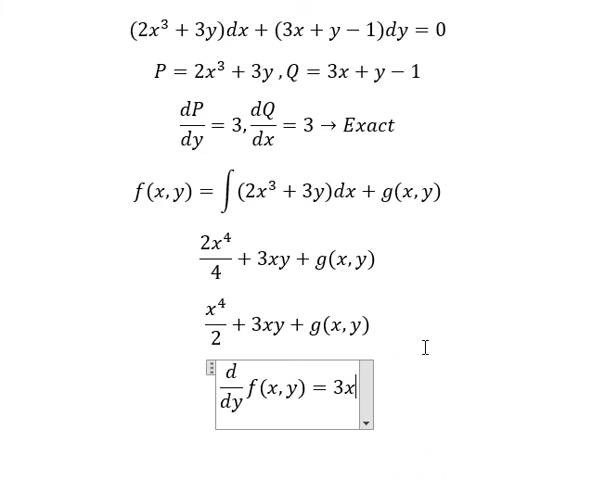 (2x³ + 3y)dx + (3x + y − 1)dy = 0
P = 2x³ + 3y , Q = 3x + y − 1
dP/dy = 3, dQ/dx = 3 → Exact
f(x, y) = ∫(2x³ + 3y)dx + g(x, y)
2x⁴/4 + 3xy + g(x, y)
x⁴/2 + 3xy + g(x, y)
d/dy f(x, y) = 3x